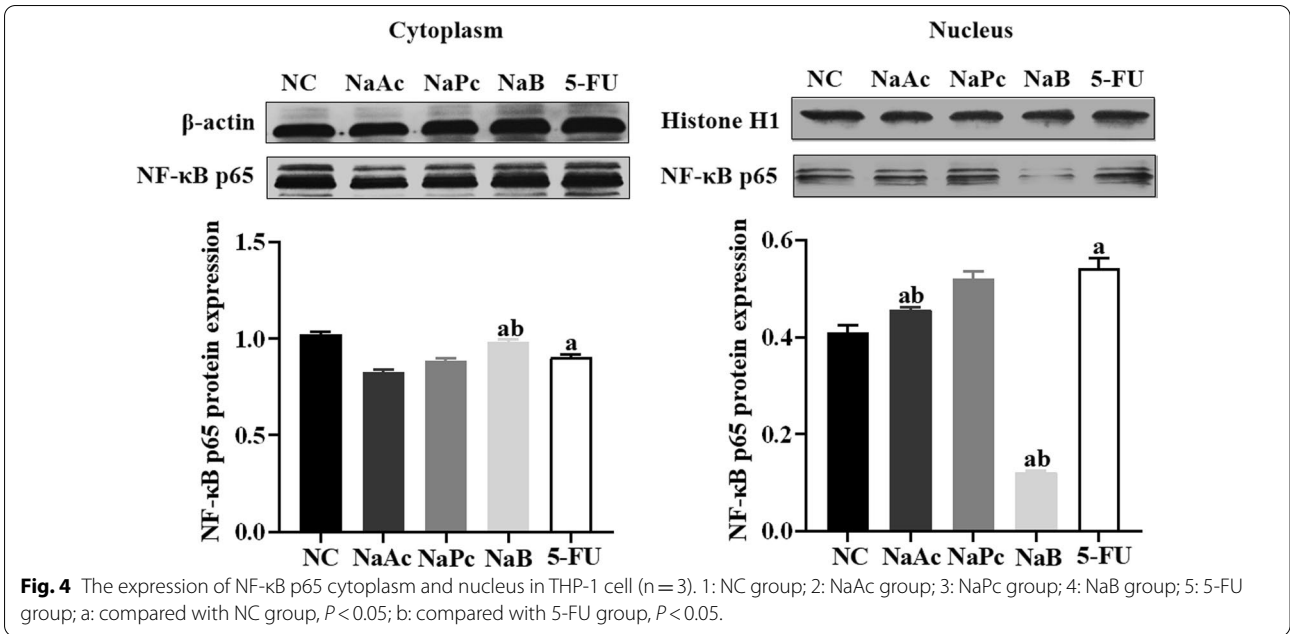 Cytoplasm
NC NaAc NaPc NaB 5-FU
β-actin
NF-κB p65
NF-κB p65 protein expression
1.5
1.0
0.5
0.0
ab
a
NC NaAc NaPc NaB 5-FU
Nucleus
NC NaAc NaPc NaB 5-FU
Histone H1
NF-κB p65
NF-κB p65 protein expression
0.6
0.4
0.2
0.0
ab
ab
a
NC NaAc NaPc NaB 5-FU
Fig. 4 The expression of NF-κB p65 cytoplasm and nucleus in THP-1 cell (n = 3). 1: NC group; 2: NaAc group; 3: NaPc group; 4: NaB group; 5: 5-FU
group; a: compared with NC group, P < 0.05; b: compared with 5-FU group, P < 0.05.